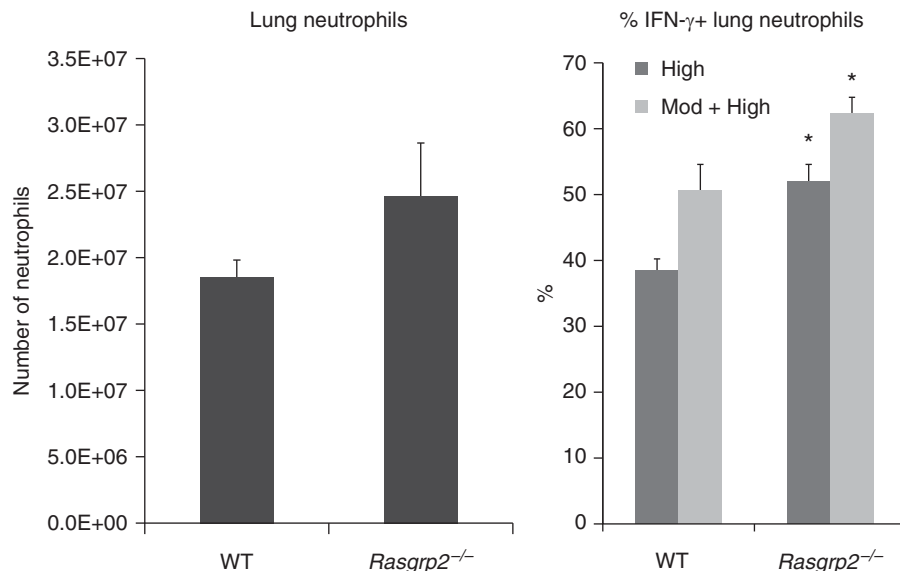 Lung neutrophils
Number of neutrophils
3.5E+07
3.0E+07
2.5E+07
2.0E+07
1.5E+07
1.0E+07
5.0E+06
0.0E+00
WT
Rasgrp2−/−
% IFN-γ+ lung neutrophils
%
70
60
50
40
30
20
10
0
High
Mod + High
*
*
WT
Rasgrp2−/−